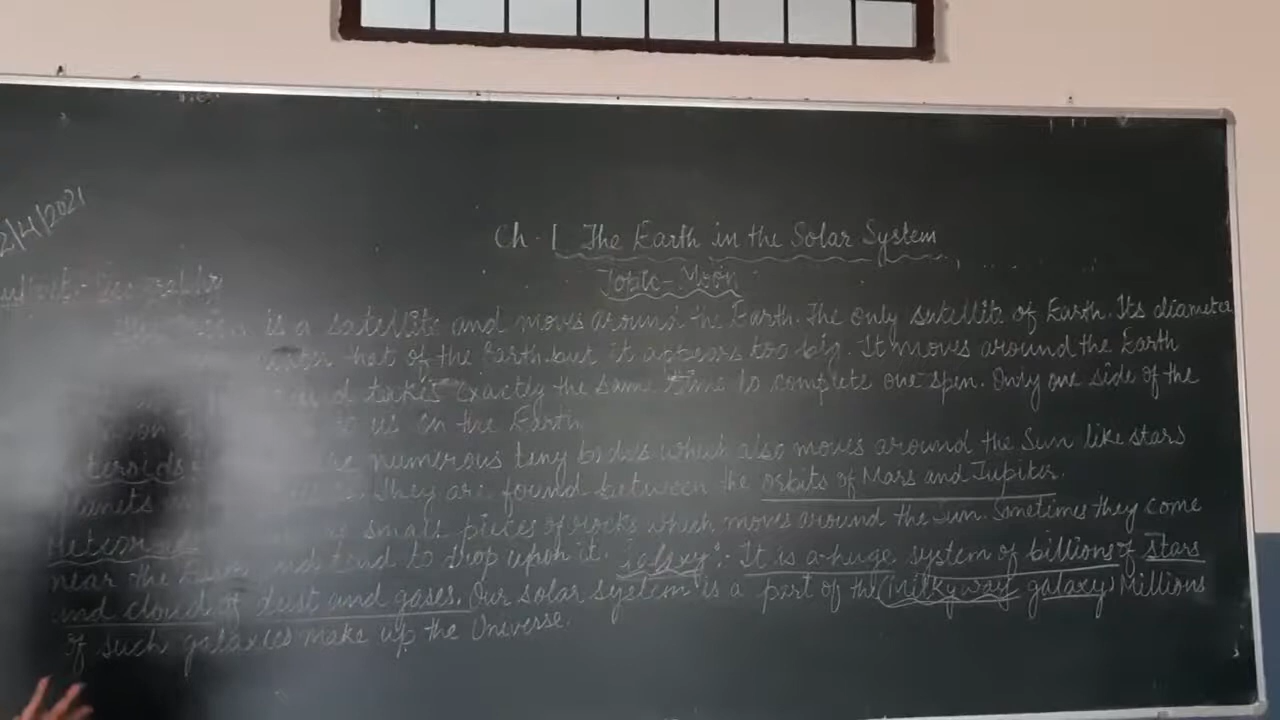 2/4/2021
Ch-1 The Earth in the Solar System
Topic-Moon
is a satellite and moves around the Earth. The only satellite of Earth. Its diameter
that of the Earth but it appears too big. It moves around the Earth
takes exactly the same time to complete one spin. Only one side of the
to us on the Earth
numerous tiny bodies which also moves around the Sun like stars
planets They are found between the orbits of Mars and Jupiter.
small pieces of rocks which moves around the Sun. Sometimes they come
near the Earth and tend to drop upon it. Galaxy:- It is a huge system of billions of stars
and cloud of dust and gases. Our solar system is a part of the (Milkyway galaxy) Millions
of such galaxies make up the Universe.